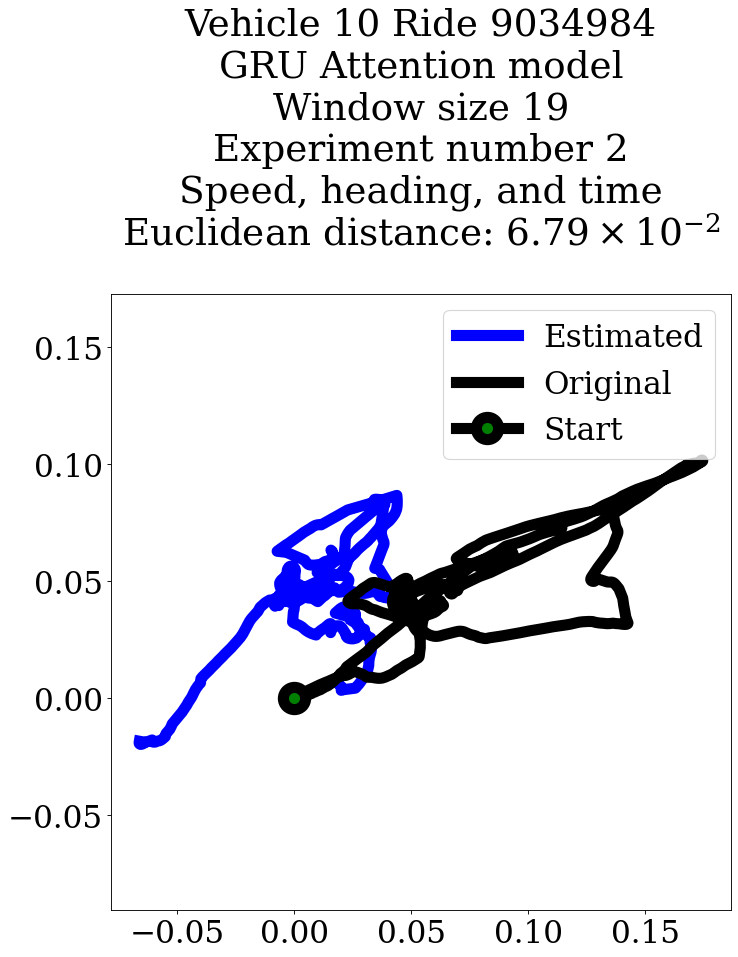 Vehicle 10 Ride 9034984
GRU Attention model
Window size 19
Experiment number 2
Speed, heading, and time
Euclidean distance: 6.79 × 10⁻²
Estimated
Original
Start
0.15
0.10
0.05
0.00
−0.05
−0.05 0.00 0.05 0.10 0.15